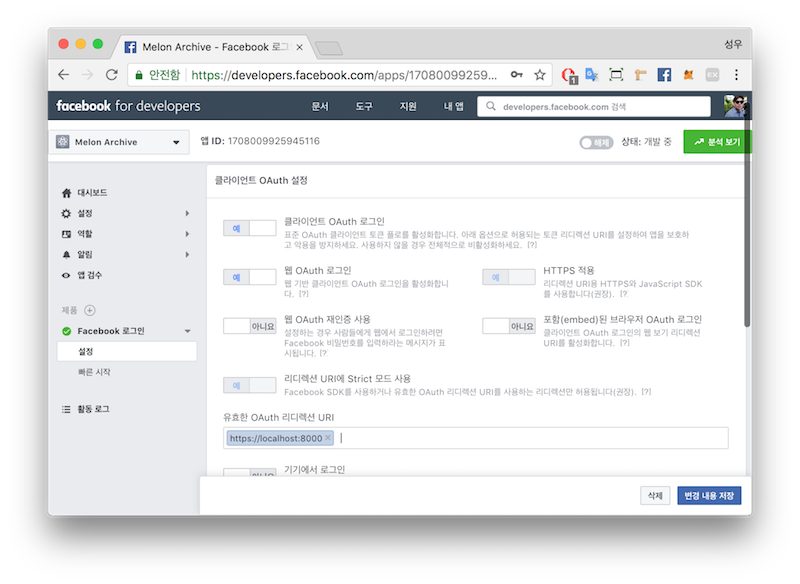 Melon Archive - Facebook 로그
성우
안전함 https://developers.facebook.com/apps/17080099259...
facebook for developers 문서 도구 지원 내 앱 developers.facebook.com 검색
Melon Archive 앱 ID: 1708009925945116 해제 상태: 개발 중 분석 보기
대시보드
설정
역할
알림
앱 검수
제품
Facebook 로그인
설정
빠른 시작
활동 로그
클라이언트 OAuth 설정
예 클라이언트 OAuth 로그인
표준 OAuth 클라이언트 토큰 플로를 활성화합니다. 아래 옵션으로 허용되는 토큰 리디렉션 URI를 설정하여 앱을 보호하
고 악용을 방지하세요. 사용하지 않을 경우 전체적으로 비활성화하세요. [?]
예 웹 OAuth 로그인
웹 기반 클라이언트 OAuth 로그인을 활성화합니
다. [?]
예 HTTPS 적용
리디렉션 URI용 HTTPS와 JavaScript SDK
를 사용합니다(권장). [?
아니요 웹 OAuth 재인증 사용
설정하는 경우 사람들에게 웹에서 로그인하려면
Facebook 비밀번호를 입력하라는 메시지가 표
시됩니다. [?
아니요 포함(embed)된 브라우저 OAuth 로그인
클라이언트 OAuth 로그인의 웹 보기 리디렉션
URI를 활성화합니다. [?]
예 리디렉션 URI에 Strict 모드 사용
Facebook SDK를 사용하거나 유효한 OAuth 리디렉션 URI를 사용하는 리디렉션만 허용됩니다(권장). [?]
유효한 OAuth 리디렉션 URI
https://localhost:8000
아니요 기기에서 로그인
삭제 변경 내용 저장